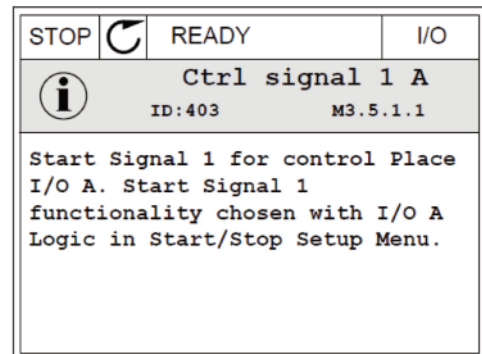 STOP READY I/O
Ctrl signal 1 A
ID:403 M3.5.1.1
Start Signal 1 for control Place
I/O A. Start Signal 1
functionality chosen with I/O A
Logic in Start/Stop Setup Menu.